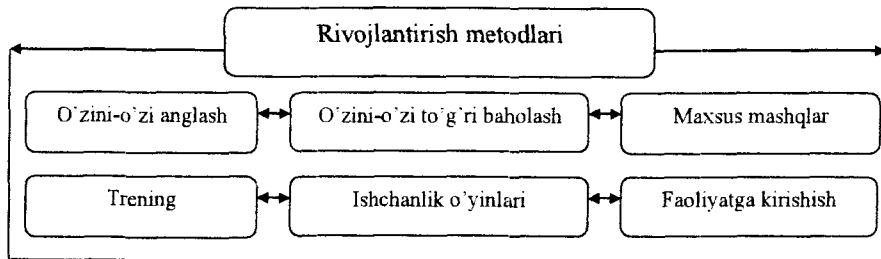 Rivojlantirish metodlari
O'zini-o'zi anglash
O'zini-o'zi to'g'ri baholash
Maxsus mashqlar
Trening
Ishchanlik o'yinlari
Faoliyatga kirishish